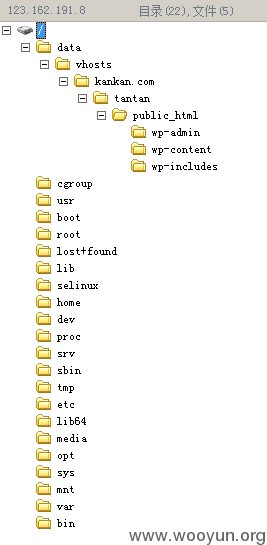 123.162.191.8 目录(22),文件(5)
/
data
vhosts
kankan.com
tantan
public_html
wp-admin
wp-content
wp-includes
cgroup
usr
boot
root
lost+found
lib
selinux
home
dev
proc
srv
sbin
tmp
etc
lib64
media
opt
sys
mnt
var
bin
www.wooyun.org